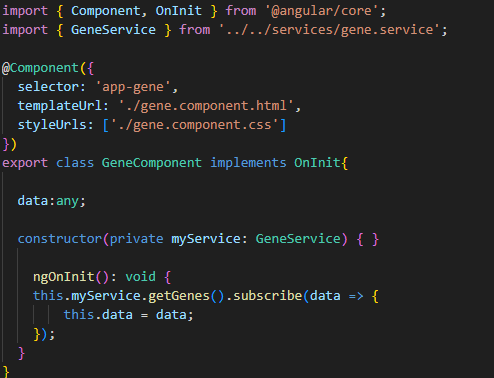 import { Component, OnInit } from '@angular/core';
import { GeneService } from '../../services/gene.service';

@Component({
  selector: 'app-gene',
  templateUrl: './gene.component.html',
  styleUrls: ['./gene.component.css']
})
export class GeneComponent implements OnInit{

  data:any;

  constructor(private myService: GeneService) { }

    ngOnInit(): void {
    this.myService.getGenes().subscribe(data => {
        this.data = data;
    });
  }
}